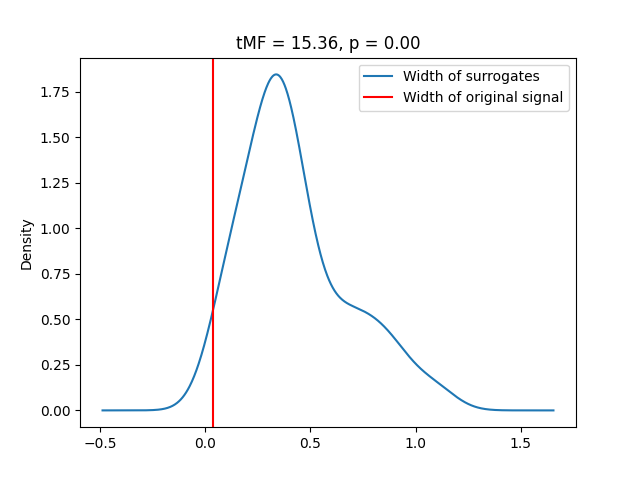 tMF = 15.36, p = 0.00
Width of surrogates
Width of original signal
Density
1.75
1.50
1.25
1.00
0.75
0.50
0.25
0.00
−0.5 0.0 0.5 1.0 1.5